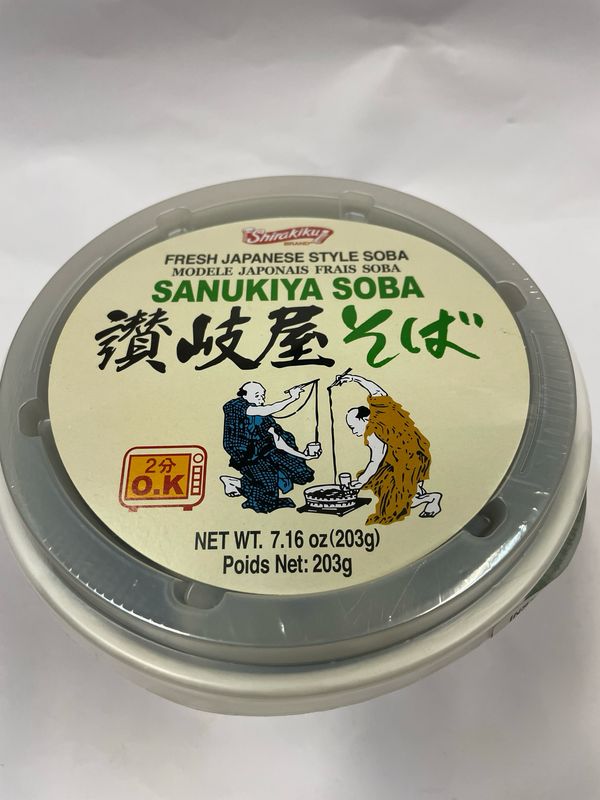 Shirakiku
BRAND
FRESH JAPANESE STYLE SOBA
MODELE JAPONAIS FRAIS SOBA
SANUKIYA SOBA
讃岐屋そば
2分
O.K
NET WT. 7.16 oz(203g)
Poids Net: 203g